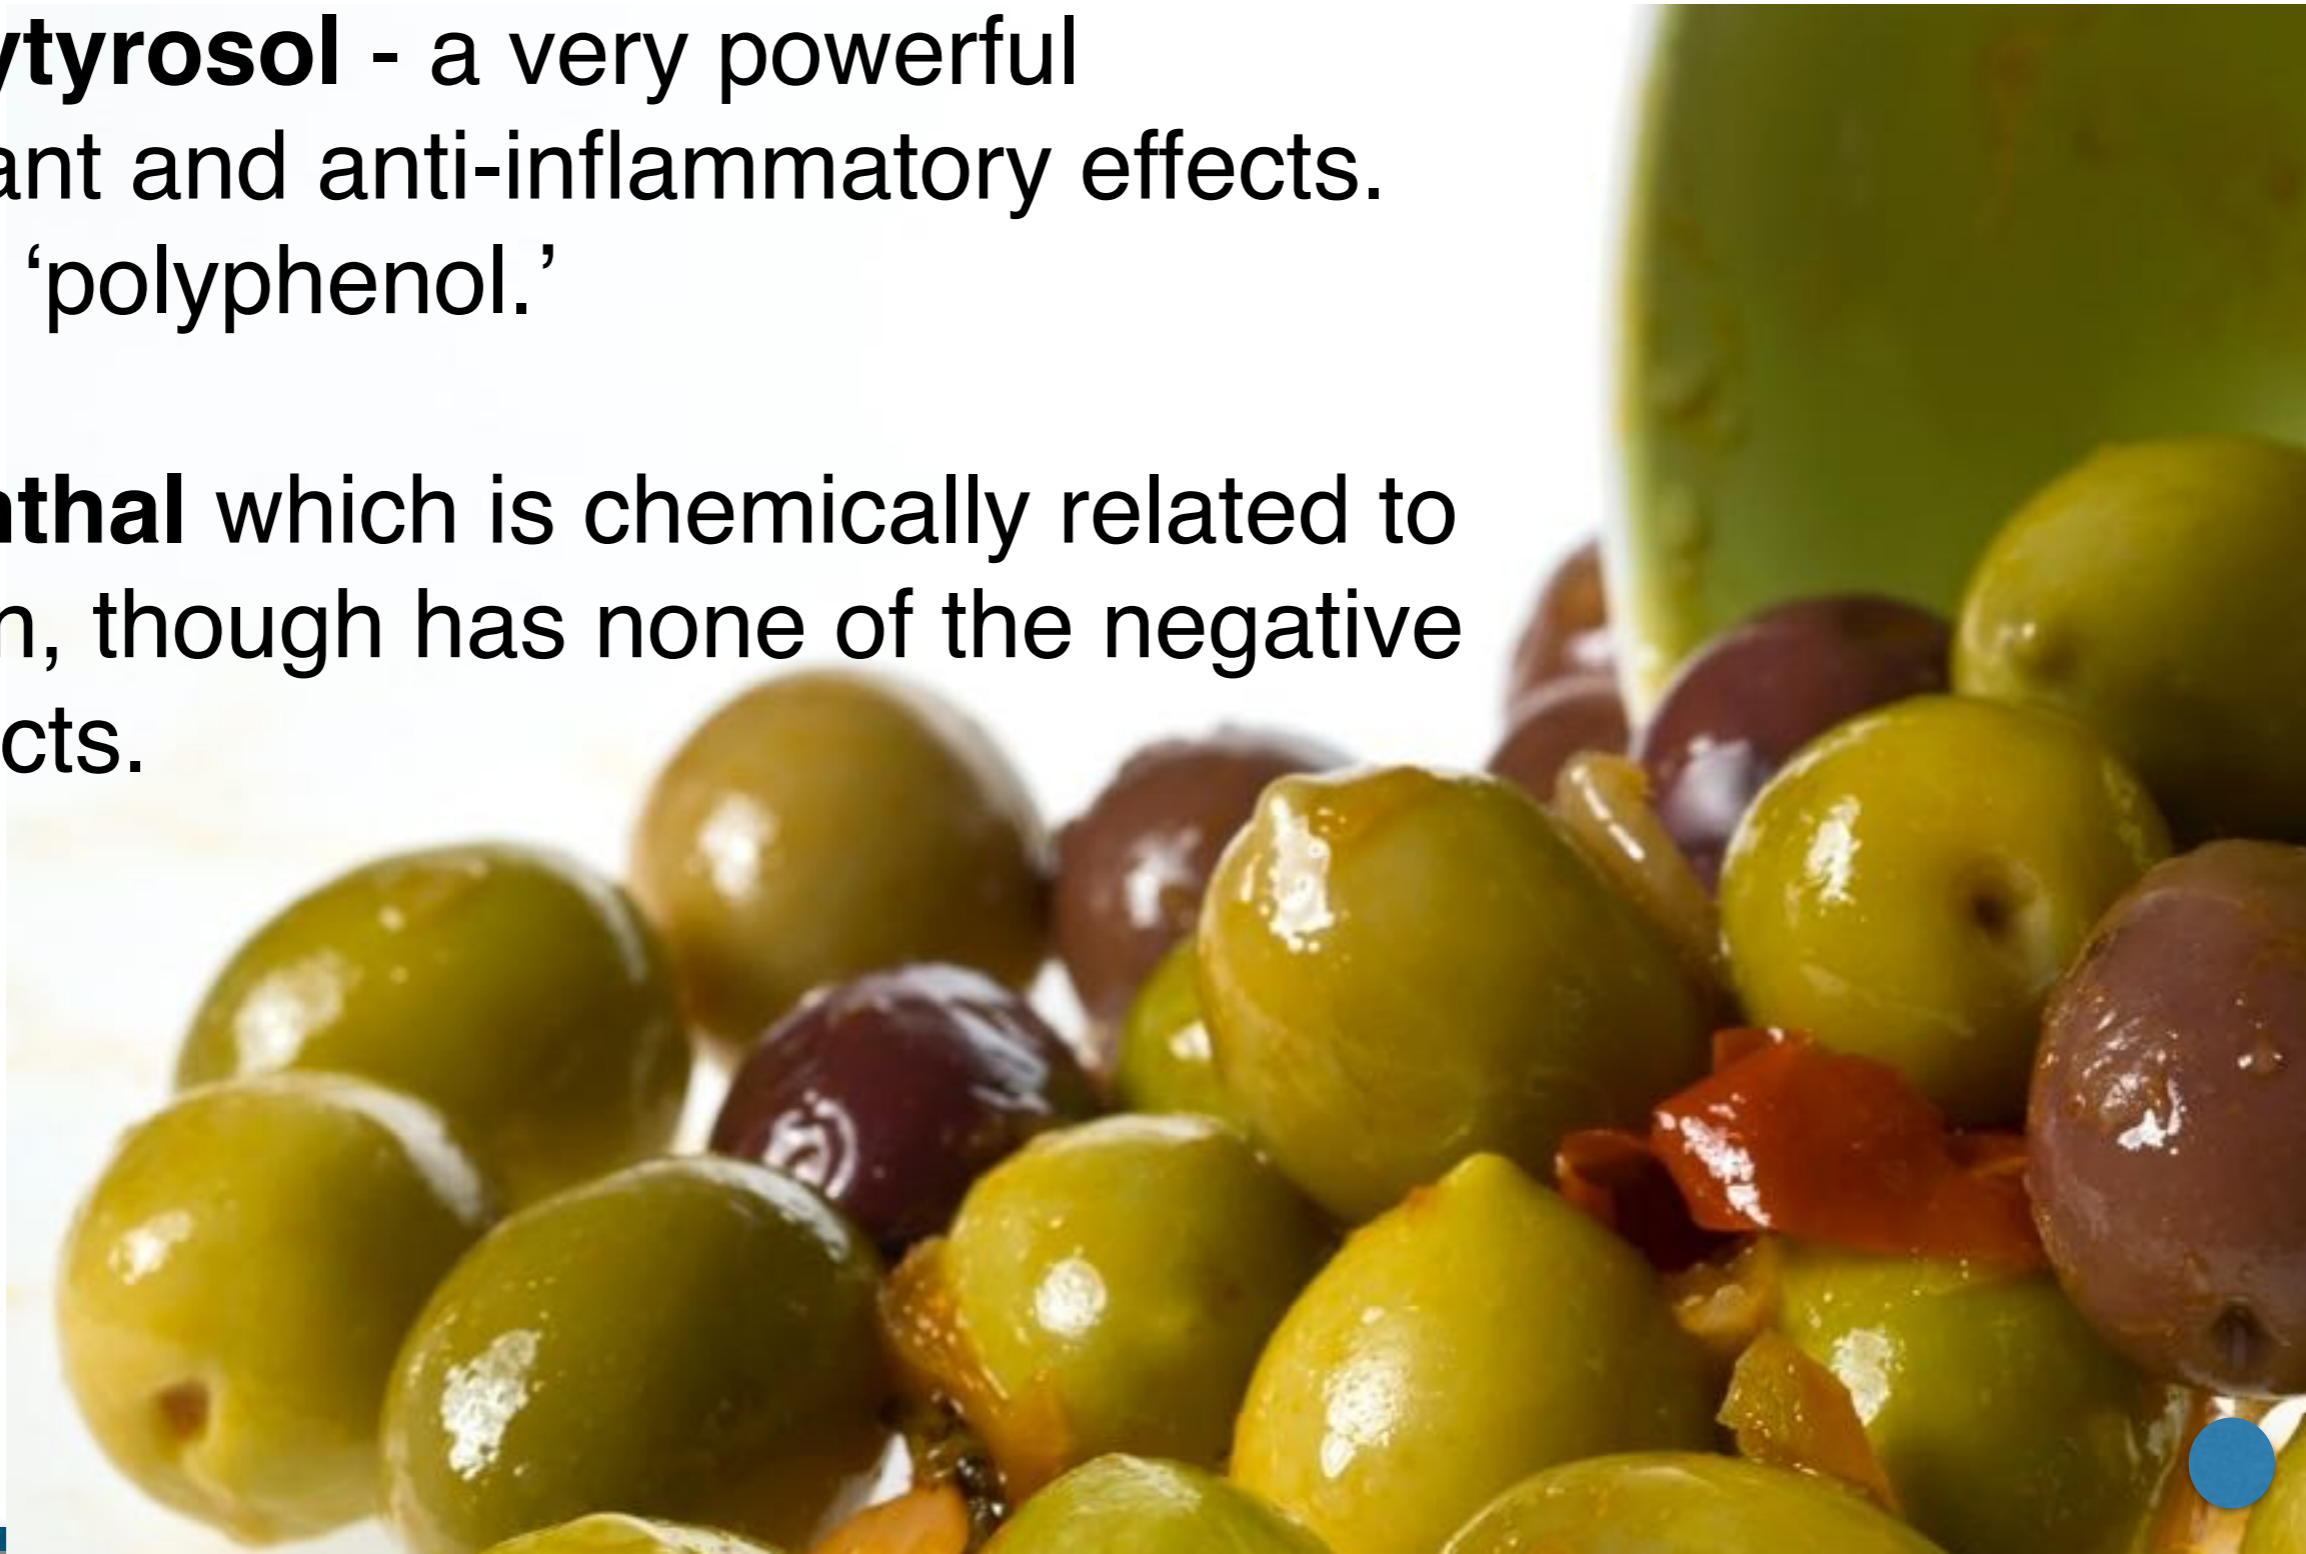 ytyrosol - a very powerful
ant and anti-inflammatory effects.
‘polyphenol.’
nthal which is chemically related to
n, though has none of the negative
cts.